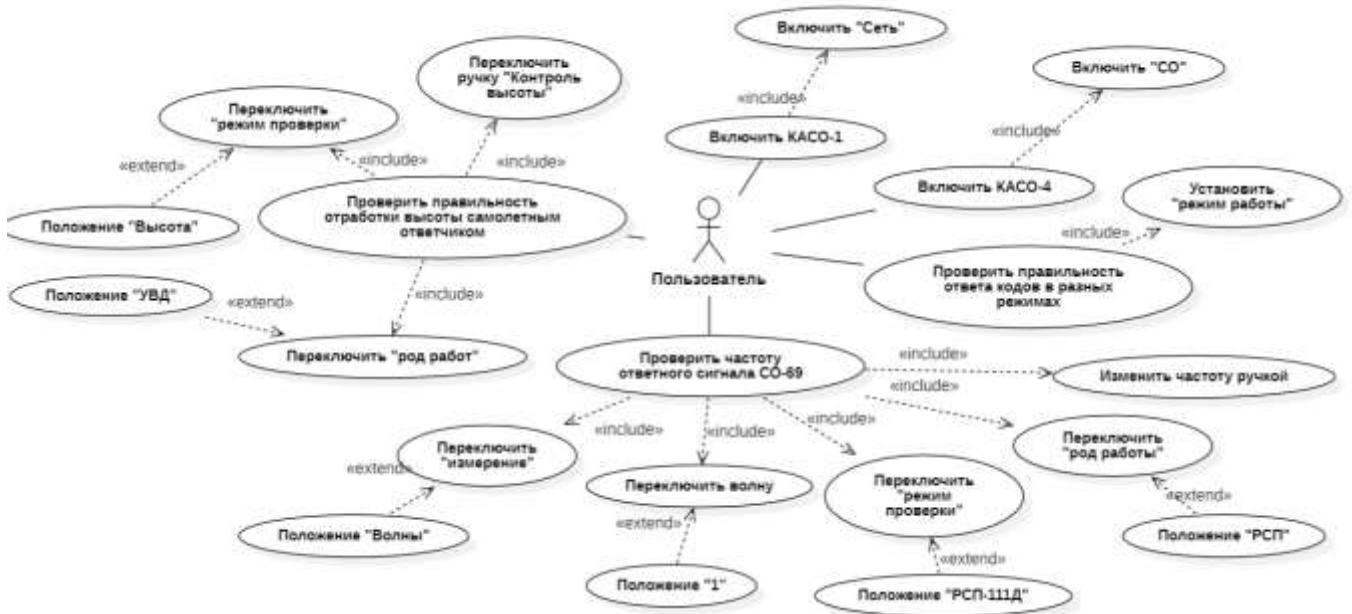 Включить "Сеть"
Переключить
ручку "Контроль
высоты"
Включить "СО"
Переключить
"режим проверки"
«include»
Включить КАСО-1
«include»
«extend»
«include»
«include»
Включить КАСО-4
Установить
"режим работы"
Проверить правильность
отработки высоты самолетным
ответчиком
Положение "Высота"
«include»
Пользователь
Проверить правильность
ответа кодов в разных
режимах
Положение "УВД"
«extend»
«include»
Переключить "род работ"
Проверить частоту
ответного сигнала СО-69
«include»
Изменить частоту ручкой
«include»
«include»
«include»
«include»
Переключить
"измерение"
Переключить
"род работы"
«extend»
Переключить волну
Переключить
"режим
проверки"
«extend»
Положение "Волны"
«extend»
Положение "РСП"
«extend»
Положение "1"
Положение "РСП-111Д"